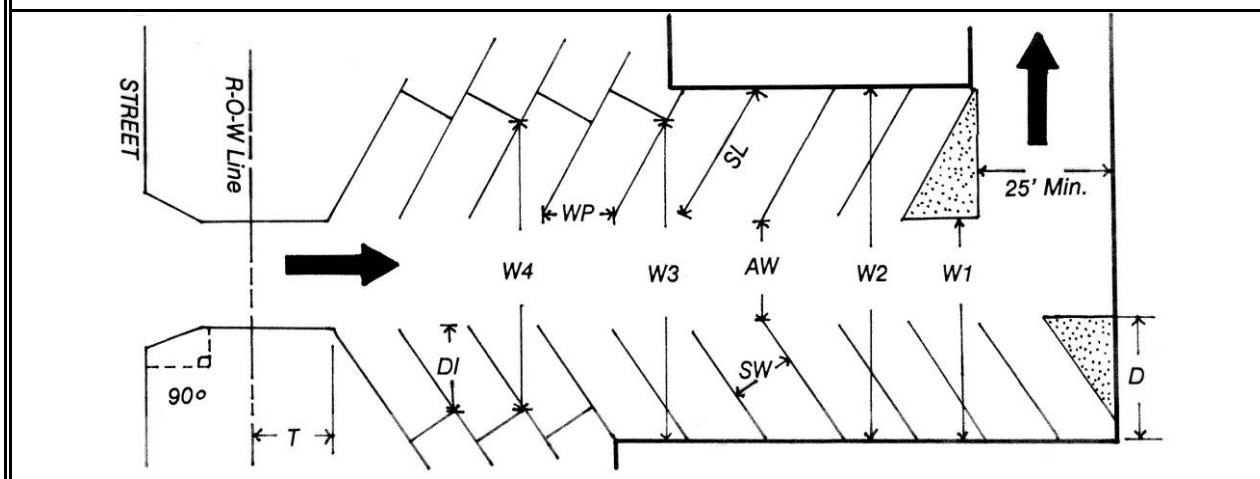 STREET
R-O-W Line
SL
25' Min.
WP
W4
W3
AW
W2
W1
DI
SW
D
90°
T